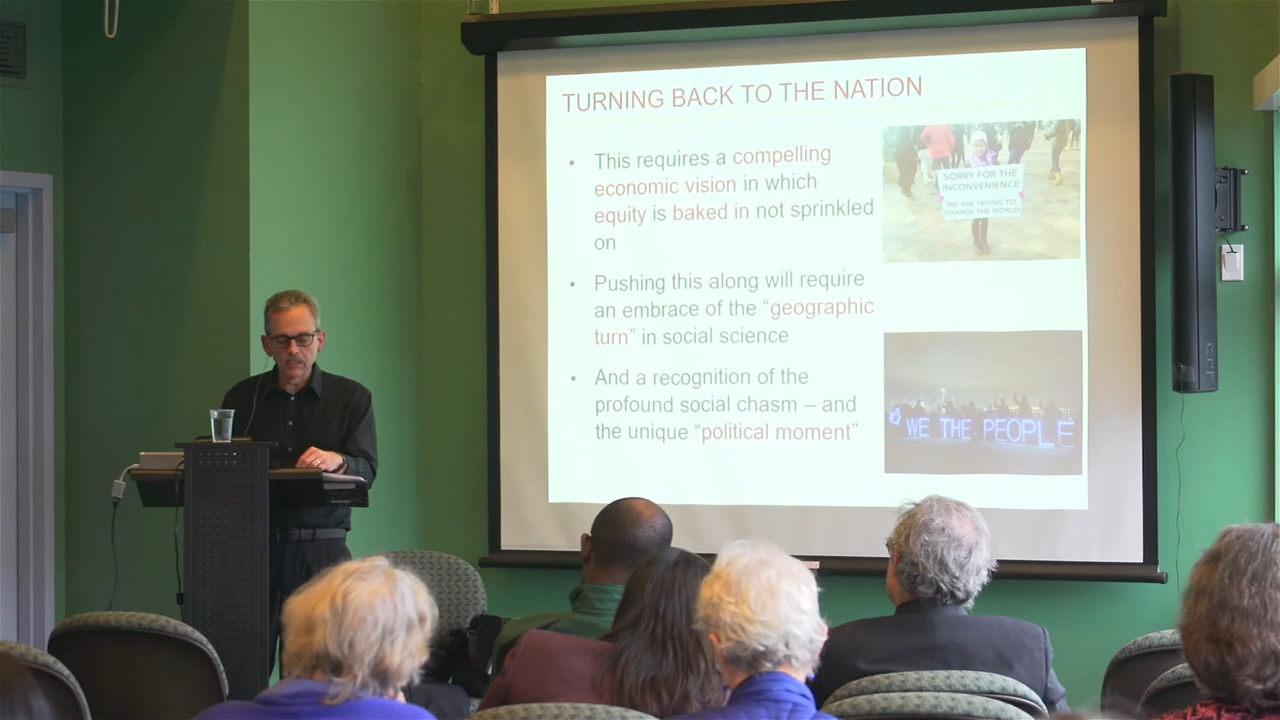 TURNING BACK TO THE NATION
• This requires a compelling
economic vision in which
equity is baked in not sprinkled
on
• Pushing this along will require
an embrace of the “geographic
turn” in social science
• And a recognition of the
profound social chasm – and
the unique “political moment”
SORRY FOR THE
INCONVENIENCE
WE ARE TRYING TO
CHANGE THE WORLD
WE THE PEOPLE